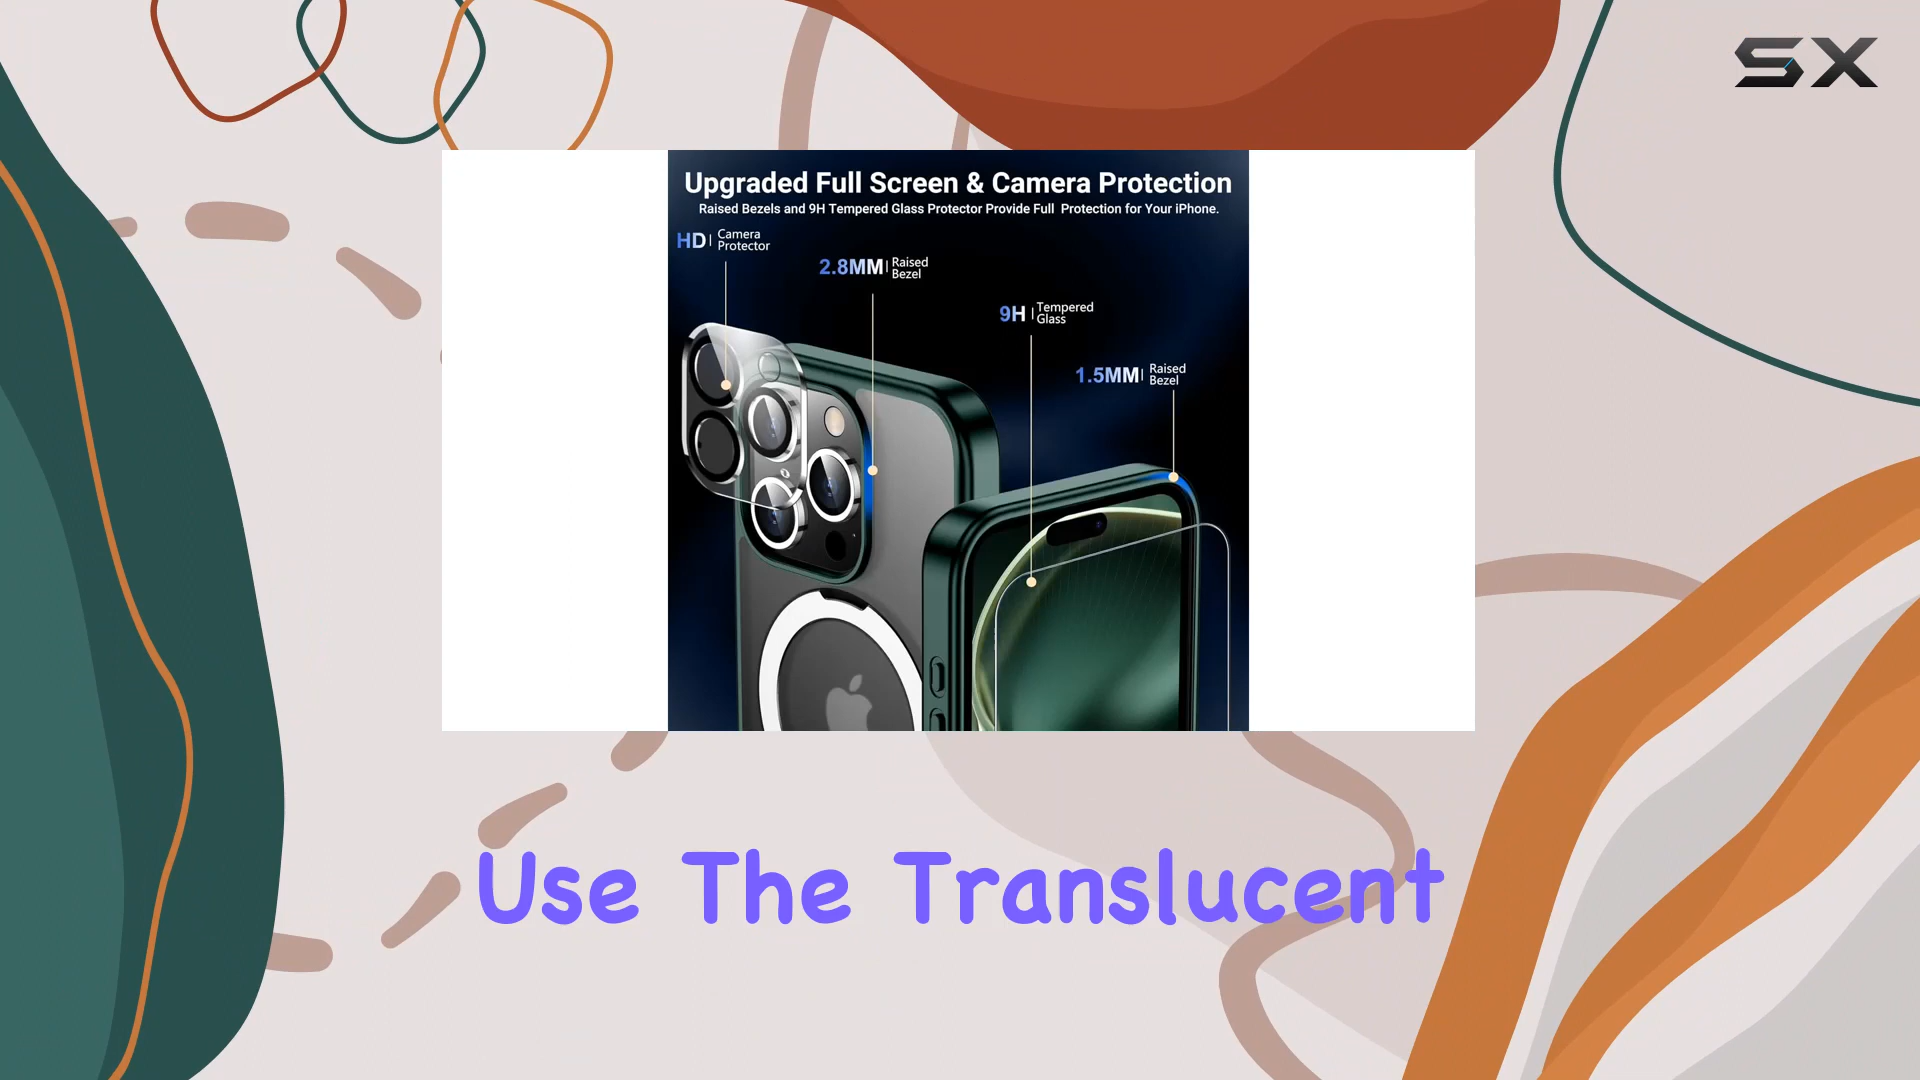 SX
Upgraded Full Screen & Camera Protection
Raised Bezels and 9H Tempered Glass Protector Provide Full Protection for Your iPhone.
HD | Camera
Protector
2.8MM | Raised
Bezel
9H | Tempered
Glass
1.5MM | Raised
Bezel
Use The Translucent